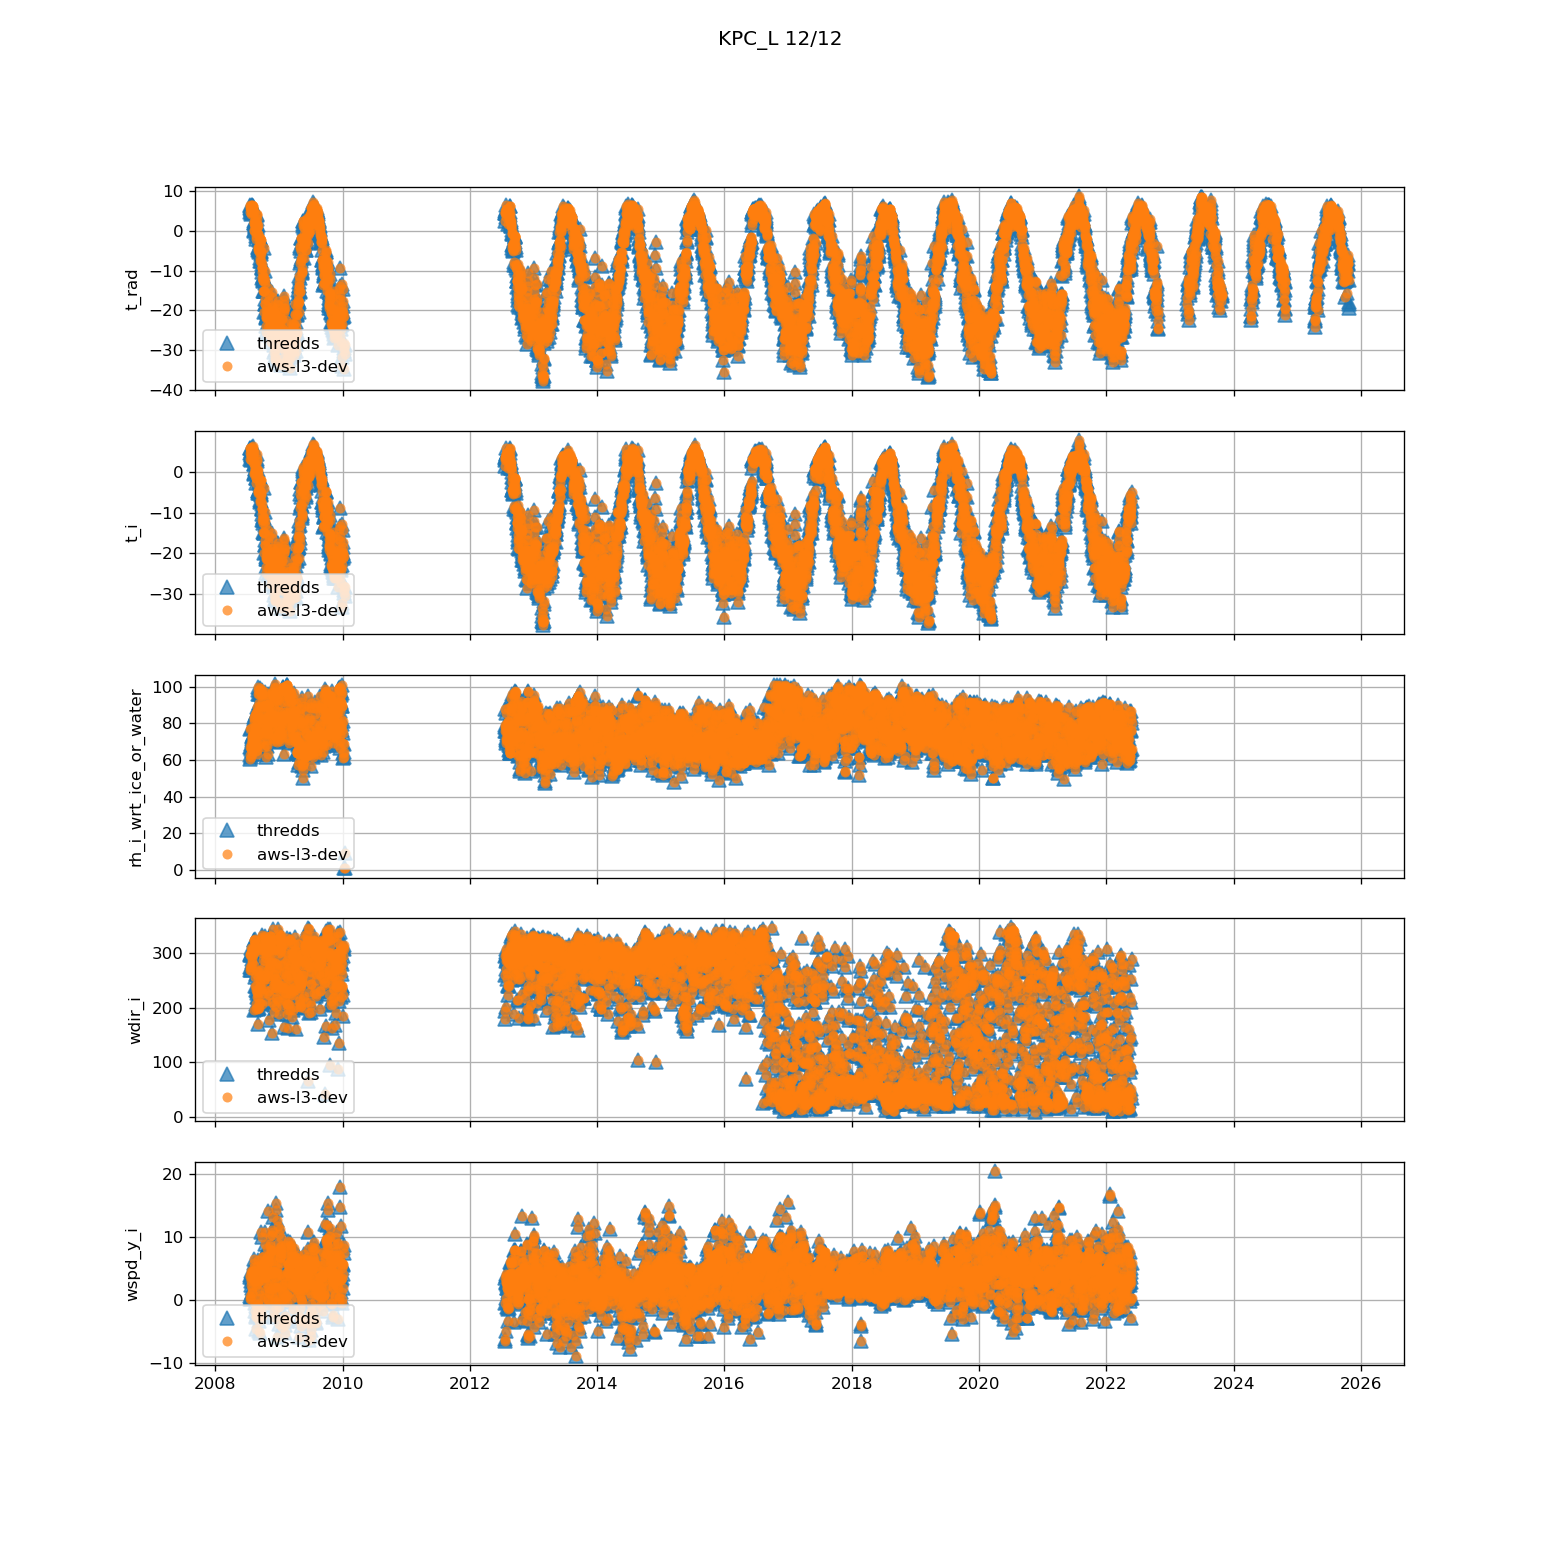 KPC_L 12/12
10
0
−10
−20
−30
−40
t_rad
thredds
aws-l3-dev
0
−10
−20
−30
t_i
thredds
aws-l3-dev
100
80
60
40
20
0
rh_i_wrt_ice_or_water
thredds
aws-l3-dev
300
200
100
0
wdir_i
thredds
aws-l3-dev
20
10
0
−10
wspd_y_i
thredds
aws-l3-dev
2008 2010 2012 2014 2016 2018 2020 2022 2024 2026